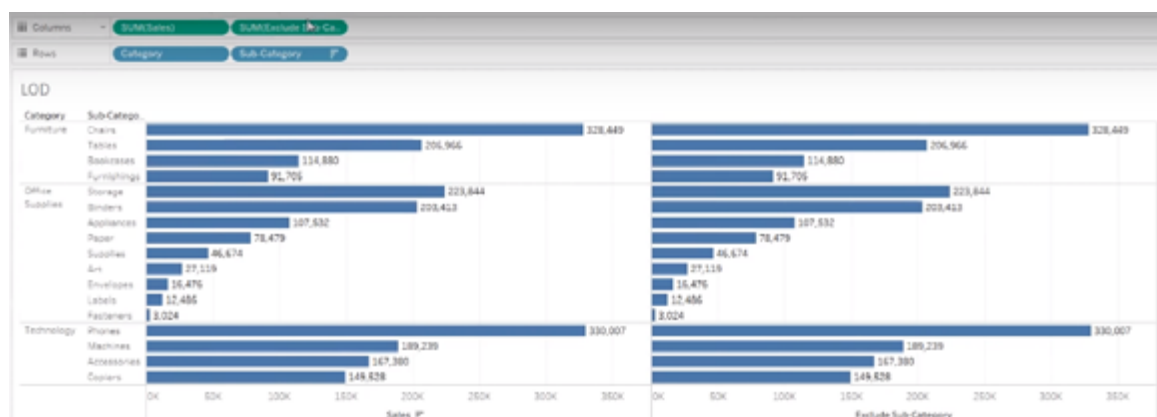 Columns SUM(Sales) SUM(Exclude Sub-Ca..
Rows Category Sub-Category
LOD
Category Sub-Catego..
Furniture Chairs 328,449 328,449
Tables 206,966 206,966
Bookcases 114,880 114,880
Furnishings 91,705 91,705
Office Storage 223,844 223,844
Supplies Binders 203,413 203,413
Appliances 107,532 107,532
Paper 78,479 78,479
Supplies 46,674 46,674
Art 27,119 27,119
Envelopes 16,476 16,476
Labels 12,486 12,486
Fasteners 3,024 3,024
Technology Phones 330,007 330,007
Machines 189,239 189,239
Accessories 167,380 167,380
Copiers 149,528 149,528
0K 50K 100K 150K 200K 250K 300K 350K 0K 50K 100K 150K 200K 250K 300K 350K
Sales Exclude Sub-Category